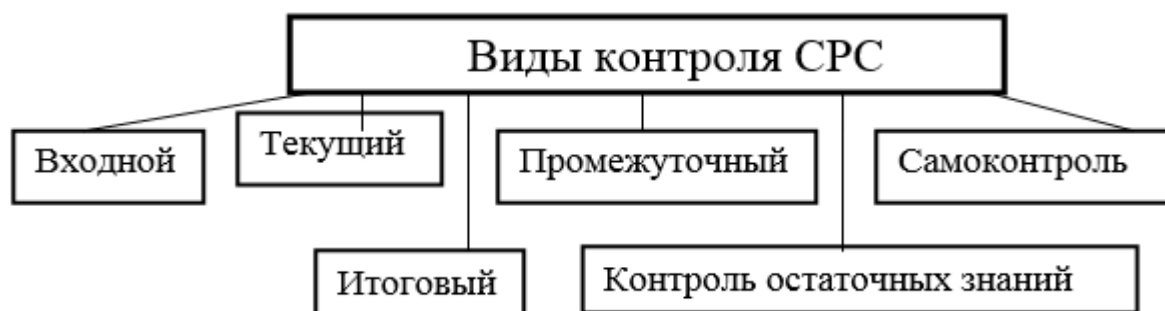 Виды контроля СРС
Входной
Текущий
Промежуточный
Самоконтроль
Итоговый
Контроль остаточных знаний